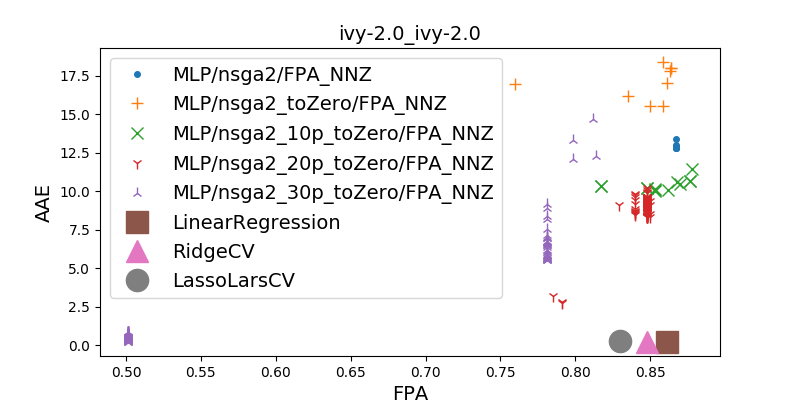 ivy-2.0_ivy-2.0
AAE
17.5
15.0
12.5
10.0
7.5
5.0
2.5
0.0
MLP/nsga2/FPA_NNZ
MLP/nsga2_toZero/FPA_NNZ
MLP/nsga2_10p_toZero/FPA_NNZ
MLP/nsga2_20p_toZero/FPA_NNZ
MLP/nsga2_30p_toZero/FPA_NNZ
LinearRegression
RidgeCV
LassoLarsCV
0.50 0.55 0.60 0.65 0.70 0.75 0.80 0.85
FPA